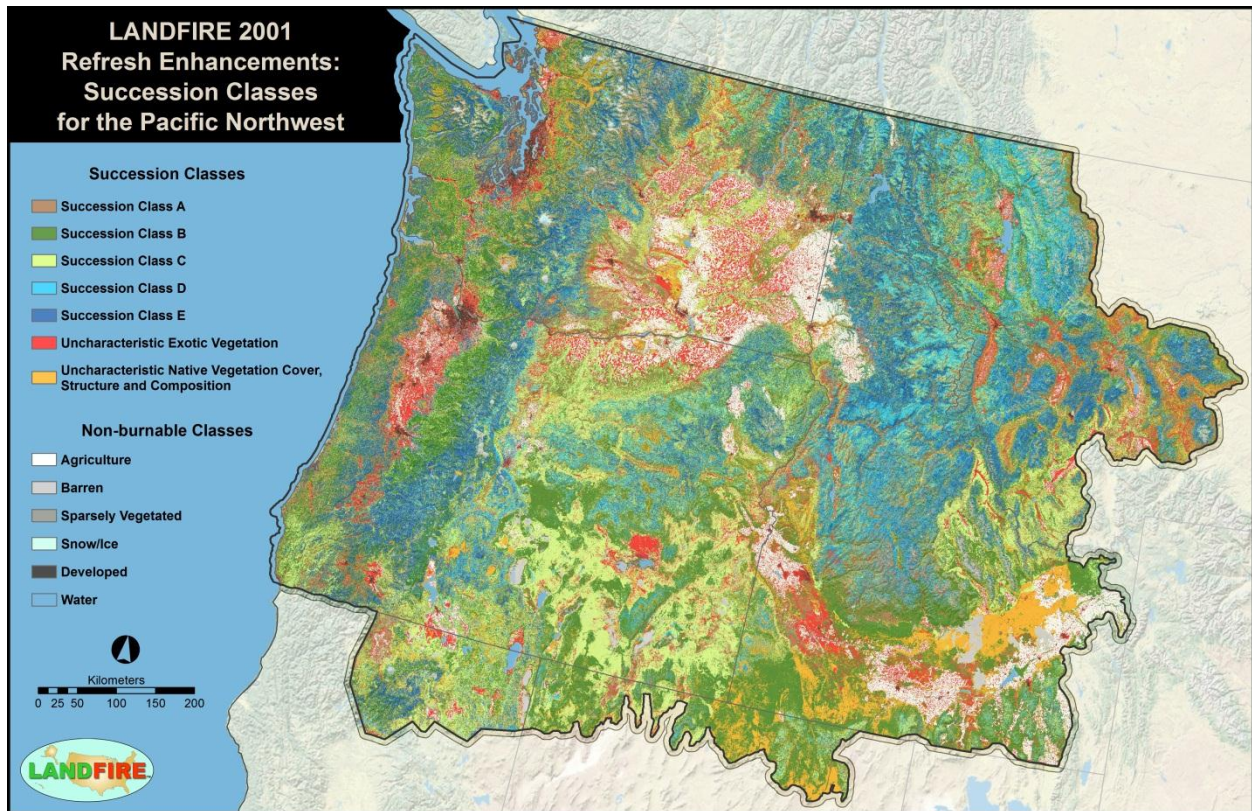 LANDFIRE 2001
Refresh Enhancements:
Succession Classes
for the Pacific Northwest
Succession Classes
Succession Class A
Succession Class B
Succession Class C
Succession Class D
Succession Class E
Uncharacteristic Exotic Vegetation
Uncharacteristic Native Vegetation Cover,
Structure and Composition
Non-burnable Classes
Agriculture
Barren
Sparsely Vegetated
Snow/Ice
Developed
Water
Kilometers
0 25 50 100 150 200
LANDFIRE